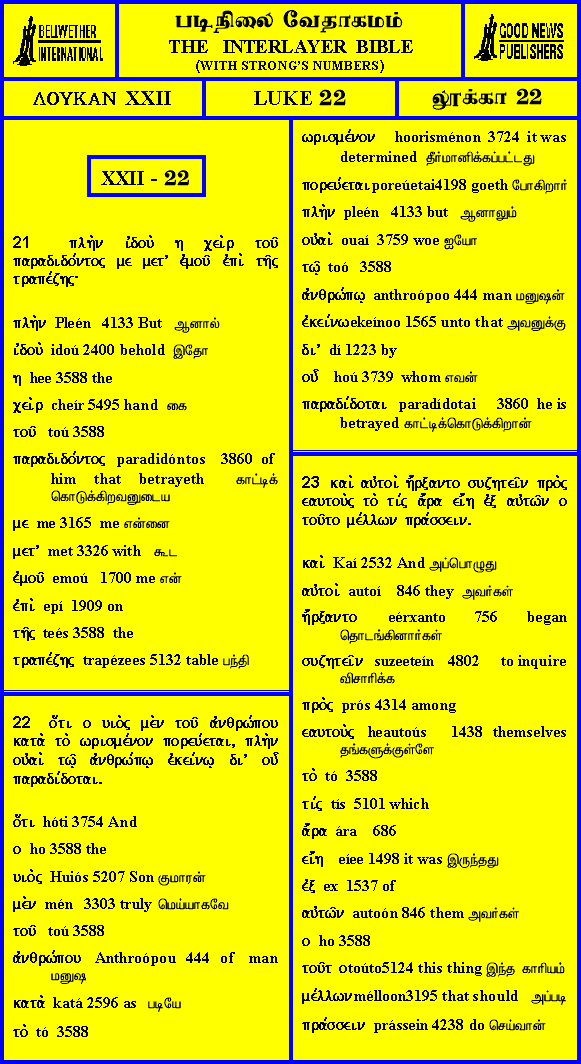 BELLWETHER
INTERNATIONAL
படிநிலை வேதாகமம்
THE INTERLAYER BIBLE
(WITH STRONG'S NUMBERS)
GOOD NEWS
PUBLISHERS
ΛΟΥΚΑΝ XXII
LUKE 22
லூக்கா 22
XXII - 22
21 πλὴν ἰδοὺ η χεὶρ τοῦ
παραδιδόντος με μετ' ἐμοῦ ἐπὶ τῆς
τραπέζης·
πλὴν Pleén 4133 But ஆனால்
ἰδοὺ idoú 2400 behold இதோ
η hee 3588 the
χεὶρ cheír 5495 hand கை
τοῦ toú 3588
παραδιδόντος paradidóntos 3860 of
him that betrayeth காட்டிக்
கொடுக்கிறவனுடைய
με me 3165 me என்னை
μετ' met 3326 with கூட
ἐμοῦ emoú 1700 me என்
ἐπὶ epí 1909 on
τῆς teés 3588 the
τραπέζης trapézees 5132 table பந்தி
22 ὅτι ο υιὸς μὲν τοῦ ἀνθρώπου
κατὰ τὸ ωρισμένον πορεύεται, πλὴν
οὐαὶ τῷ ἀνθρώπῳ ἐκείνῳ δι' οὗ
παραδίδοται.
ὅτι hóti 3754 And
ο ho 3588 the
υιὸς Huiós 5207 Son குமாரன்
μὲν mén 3303 truly மெய்யாகவே
τοῦ toú 3588
ἀνθρώπου Anthroópou 444 of man
மனுஷ
κατὰ katá 2596 as படியே
τὸ tó 3588
ωρισμένον hoorisménon 3724 it was
determined தீர்மானிக்கப்பட்டது
πορεύεται poreúetai4198 goeth போகிறார்
πλὴν pleén 4133 but ஆனாலும்
οὐαὶ ouaí 3759 woe ஐயோ
τῷ toó 3588
ἀνθρώπῳ anthroópoo 444 man மனுஷன்
ἐκείνῳ ekeínoo 1565 unto that அவனுக்கு
δι' dí 1223 by
οὗ hoú 3739 whom எவன்
παραδίδοται paradídotai 3860 he is
betrayed காட்டிக்கொடுக்கிறான்
23 καὶ αὐτοὶ ἤρξαντο συζητεῖν πρὸς
εαυτοὺς τὸ τίς ἄρα εἴη ἐξ αὐτῶν ο
τοῦτο μέλλων πράσσειν.
καὶ Kaí 2532 And அப்பொழுது
αὐτοὶ autoí 846 they அவர்கள்
ἤρξαντο eérxanto 756 began
தொடங்கினார்கள்
συζητεῖν suzeeteín 4802 to inquire
விசாரிக்க
πρὸς prós 4314 among
εαυτοὺς heautoús 1438 themselves
தங்களுக்குள்ளே
τὸ tó 3588
τίς tís 5101 which
ἄρα ára 686
εἴη eíee 1498 it was இருந்தது
ἐξ ex 1537 of
αὐτῶν autoón 846 them அவர்கள்
ο ho 3588
τοῦτ οtoúto5124 this thing இந்த காரியம்
μέλλων mélloon3195 that should அப்படி
πράσσειν prássein 4238 do செய்வான்